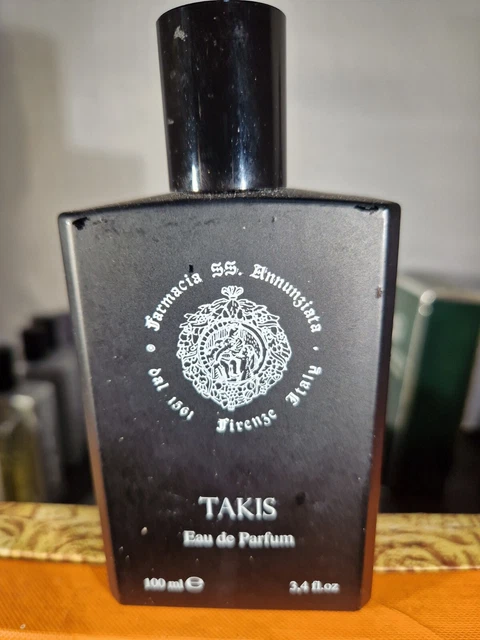 Farmacia SS. Annunziata
dal 1561 Firenze Italy
TAKIS
Eau de Parfum
100 ml ℮ 3,4 fl.oz